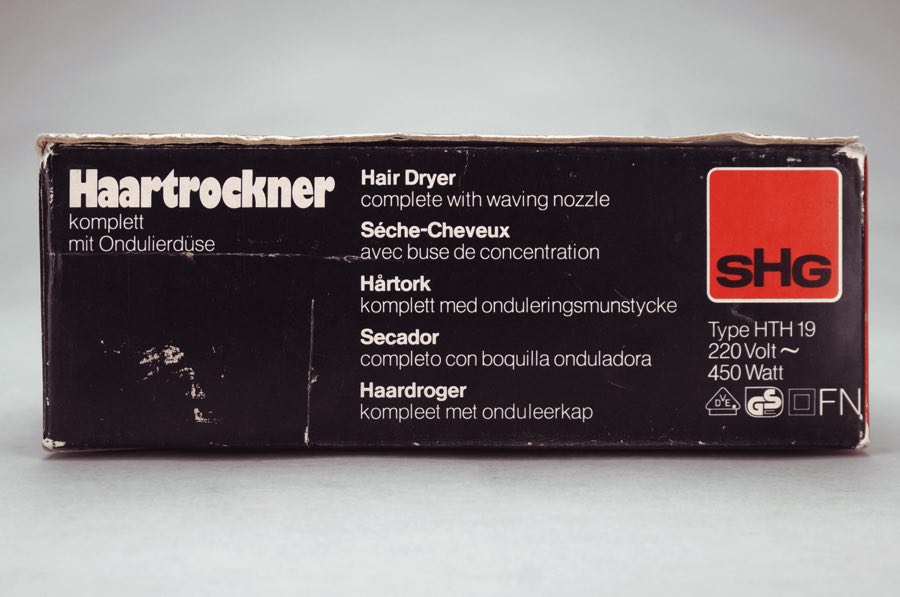 Haartrockner
komplett
mit Ondulierdüse
Hair Dryer
complete with waving nozzle
Séche-Cheveux
avec buse de concentration
Hårtork
komplett med onduleringsmunstycke
Secador
completo con boquilla onduladora
Haardroger
kompleet met onduleerkap
SHG
Type HTH 19
220 Volt ~
450 Watt
DVE GS FN